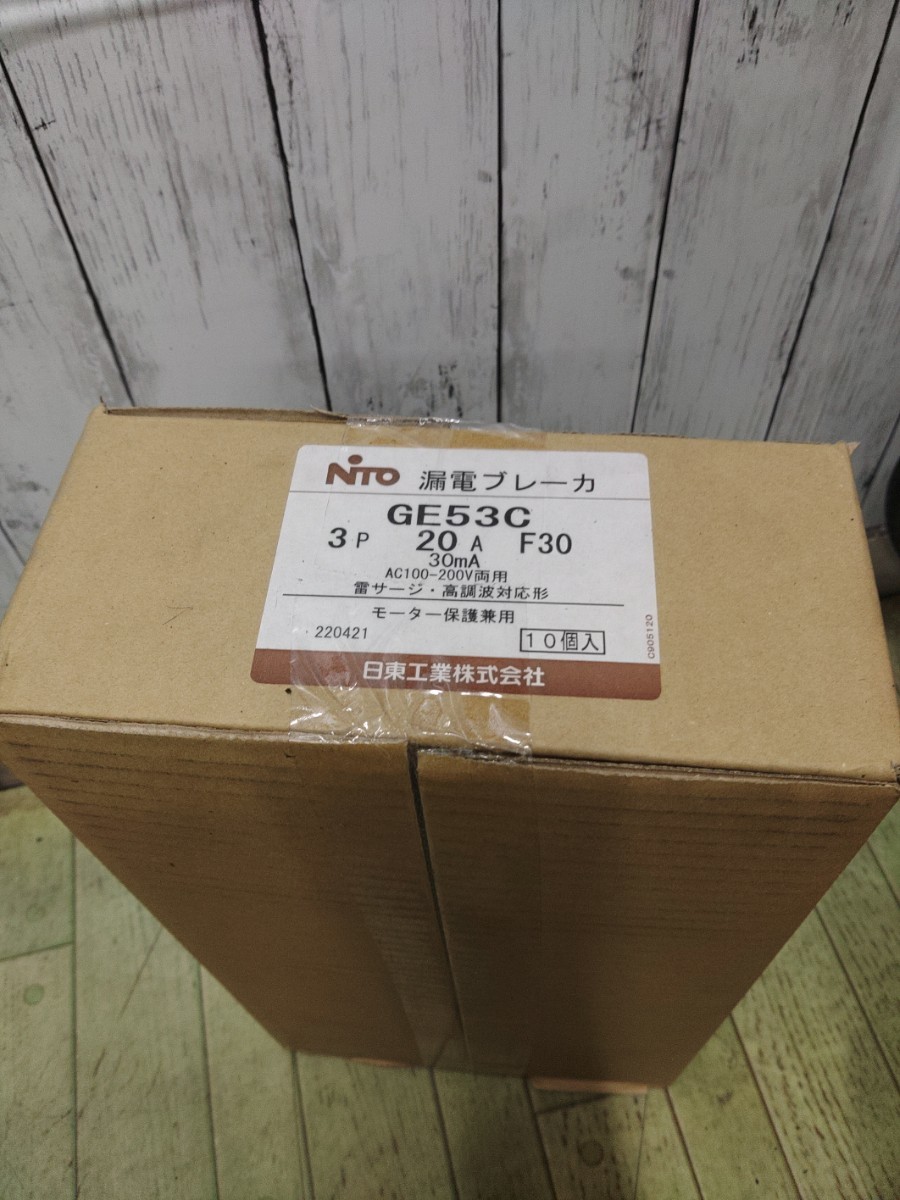 NITO 漏電ブレーカ
GE53C
3P 20A F30
30mA
AC100-200V両用
雷サージ・高調波対応形
モーター保護兼用
220421 10個入
C905120
日東工業株式会社